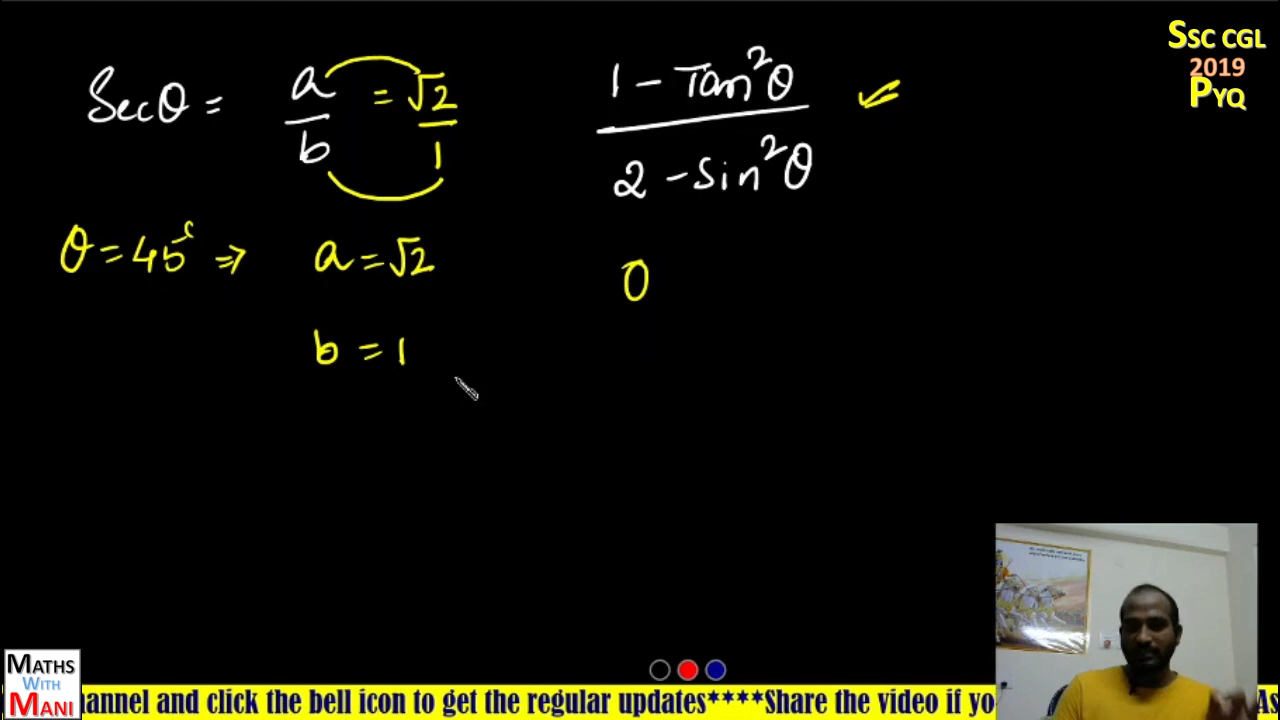 Secθ = a/b = √2/1
1 - Tan²θ / 2 - Sin²θ ✓
θ = 45° ⇒ a = √2
0
b = 1
SSC CGL
2019
PYQ
MATHS
WITH
MANI
hannel and click the bell icon to get the regular updates****Share the video if yo